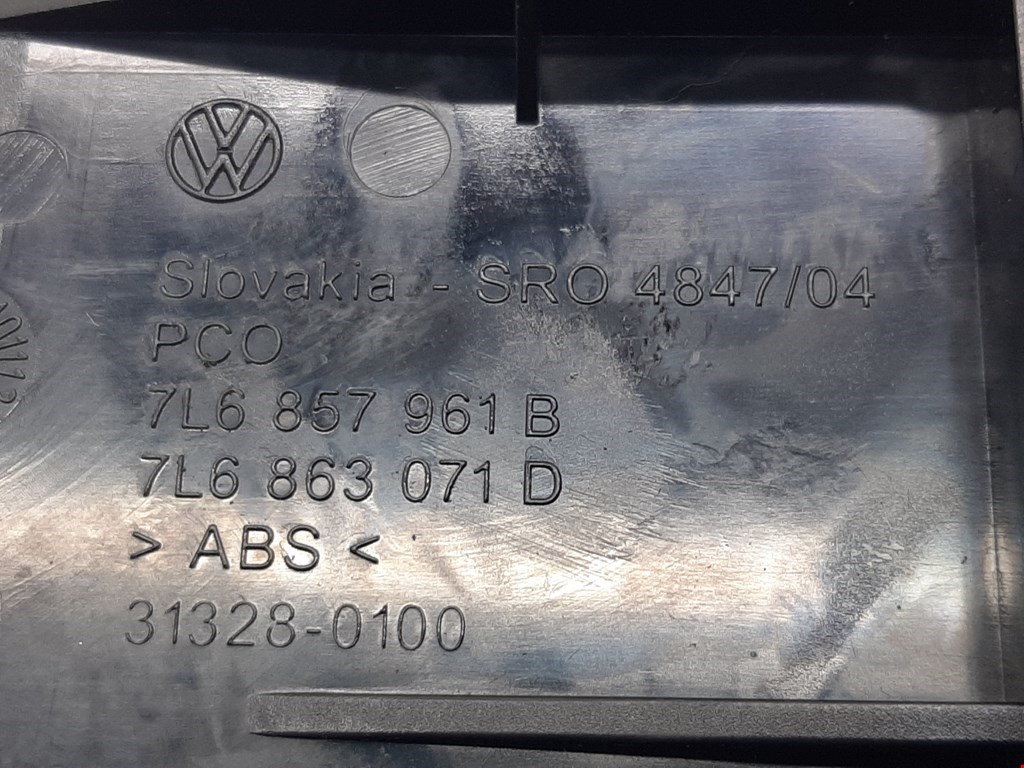 Slovakia - SRO 4847/04
PCO
7L6 857 961 B
7L6 863 071 D
> ABS <
31328-0100